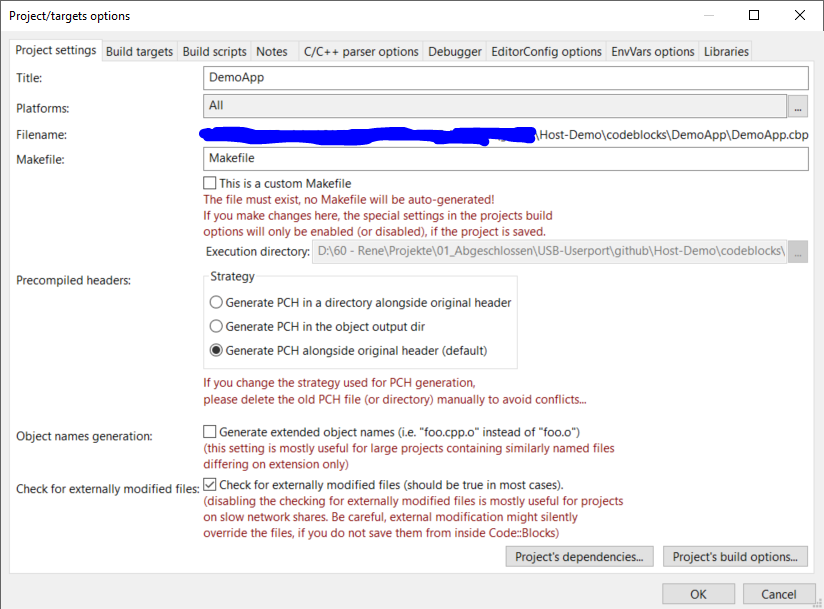 Project/targets options
Project settings Build targets Build scripts Notes C/C++ parser options Debugger EditorConfig options EnvVars options Libraries
Title: DemoApp
Platforms: All ...
Filename: \Host-Demo\codeblocks\DemoApp\DemoApp.cbp
Makefile: Makefile
This is a custom Makefile
The file must exist, no Makefile will be auto-generated!
If you make changes here, the special settings in the projects build
options will only be enabled (or disabled), if the project is saved.
Execution directory: D:\60 - Rene\Projekte\01_Abgeschlossen\USB-Userport\github\Host-Demo\codeblocks\ ...
Precompiled headers: Strategy
Generate PCH in a directory alongside original header
Generate PCH in the object output dir
Generate PCH alongside original header (default)
If you change the strategy used for PCH generation,
please delete the old PCH file (or directory) manually to avoid conflicts...
Object names generation: Generate extended object names (i.e. "foo.cpp.o" instead of "foo.o")
(this setting is mostly useful for large projects containing similarly named files
differing on extension only)
Check for externally modified files: Check for externally modified files (should be true in most cases).
(disabling the checking for externally modified files is mostly useful for projects
on slow network shares. Be careful, external modification might silently
override the files, if you do not save them from inside Code::Blocks)
Project's dependencies... Project's build options...
OK Cancel